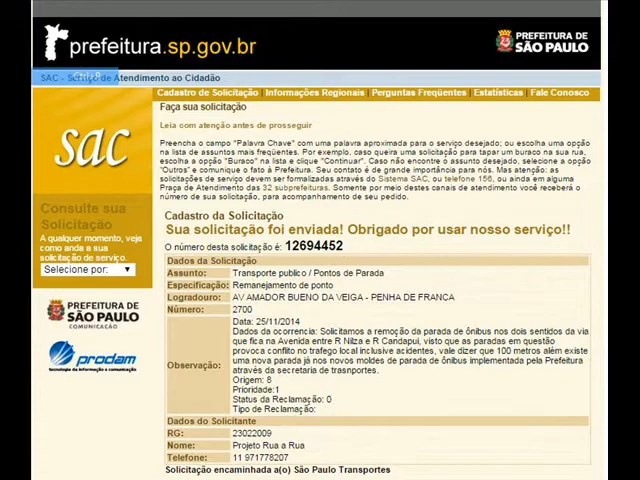 prefeitura.sp.gov.br
PREFEITURA DE
SÃO PAULO
SAC - Serviço de Atendimento ao Cidadão
Cadastro de Solicitação | Informações Regionais | Perguntas Freqüentes | Estatísticas | Fale Conosco
Faça sua solicitação
Leia com atenção antes de prosseguir
Preencha o campo "Palavra Chave" com uma palavra aproximada para o serviço desejado; ou escolha uma opção
na lista de assuntos mais freqüentes. Por exemplo, caso queira uma solicitação para tapar um buraco na sua rua,
escolha a opção "Buraco" na lista e clique "Continuar". Caso não encontre o assunto desejado, selecione a opção
"Outros" e comunique o fato à Prefeitura. Seu contato é de grande importância para nós. Mas atenção: as
solicitações de serviço devem ser formalizadas através do Sistema SAC, ou telefone 156, ou ainda em alguma
Praça de Atendimento das 32 subprefeituras. Somente por meio destes canais de atendimento você receberá o
número de sua solicitação, para acompanhamento de seu pedido.
sac
Consulte sua
Solicitação
A qualquer momento, veja
como anda a sua
solicitação de serviço.
Selecione por:
PREFEITURA DE
SÃO PAULO
COMUNICAÇÃO
prodam
tecnologia da informação e comunicação
Cadastro da Solicitação
Sua solicitação foi enviada! Obrigado por usar nosso serviço!!
O número desta solicitação é: 12694452
Dados da Solicitação
Assunto: Transporte publico / Pontos de Parada
Especificação: Remanejamento de ponto
Logradouro: AV AMADOR BUENO DA VEIGA - PENHA DE FRANCA
Número: 2700
Observação:
Data: 25/11/2014
Dados da ocorrencia: Solicitamos a remoção da parada de ônibus nos dois sentidos da via
que fica na Avenida entre R Nilza e R Candapui, visto que as paradas em questão
provoca conflito no trafego local inclusive acidentes, vale dizer que 100 metros além existe
uma nova parada já nos novos moldes de parada de ônibus implementada pela Prefeitura
através da secretaria de trasnportes.
Origem: 8
Prioridade:1
Status da Reclamação: 0
Tipo de Reclamação:
Dados do Solicitante
RG: 23022009
Nome: Projeto Rua a Rua
Telefone: 11 971778207
Solicitação encaminhada a(o) São Paulo Transportes